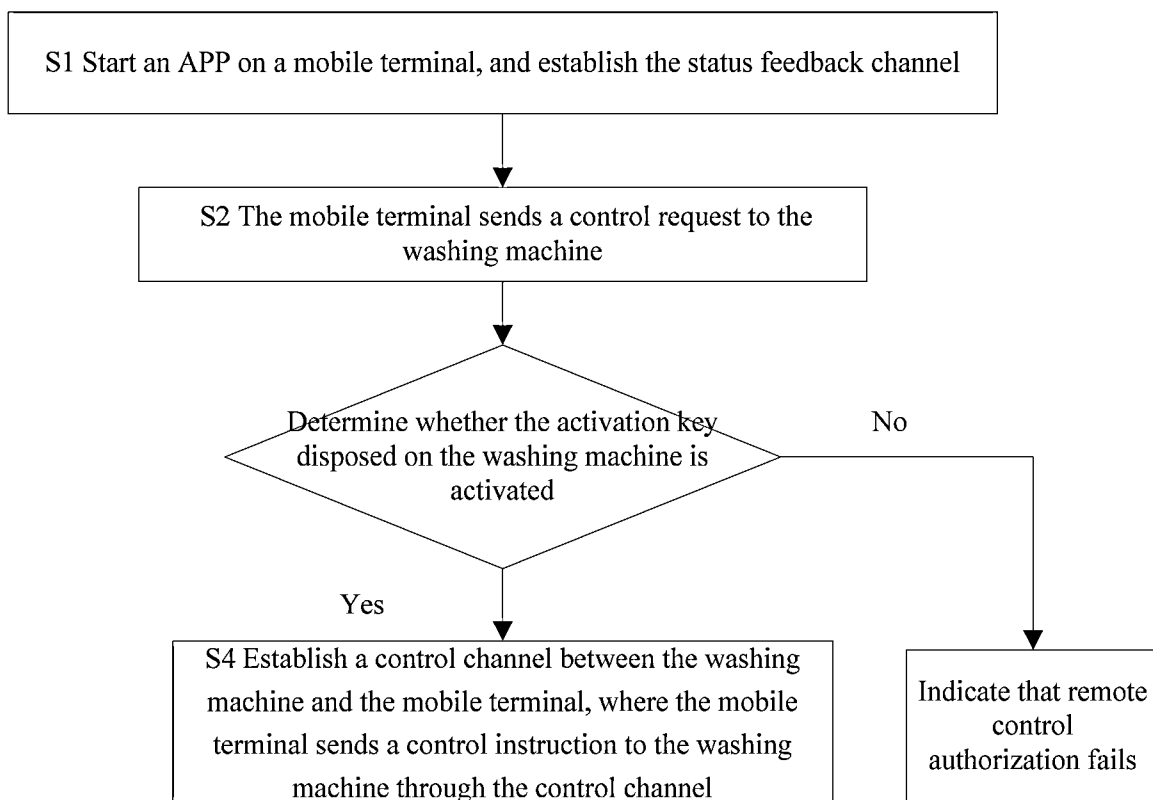 S1 Start an APP on a mobile terminal, and establish the status feedback channel
S2 The mobile terminal sends a control request to the
washing machine
Determine whether the activation key
disposed on the washing machine is
activated
No
Yes
S4 Establish a control channel between the washing
machine and the mobile terminal, where the mobile
terminal sends a control instruction to the washing
machine through the control channel
Indicate that remote
control
authorization fails